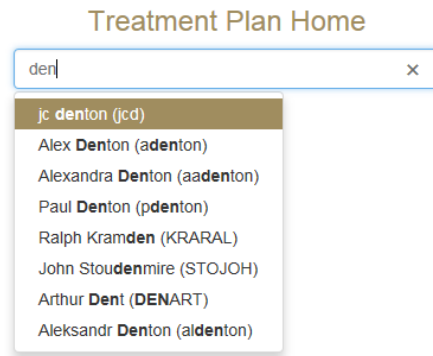 Treatment Plan Home
den
jc denton (jcd)
Alex Denton (adenton)
Alexandra Denton (aadenton)
Paul Denton (pdenton)
Ralph Kramden (KRARAL)
John Stoudenmire (STOJOH)
Arthur Dent (DENART)
Aleksandr Denton (aldenton)